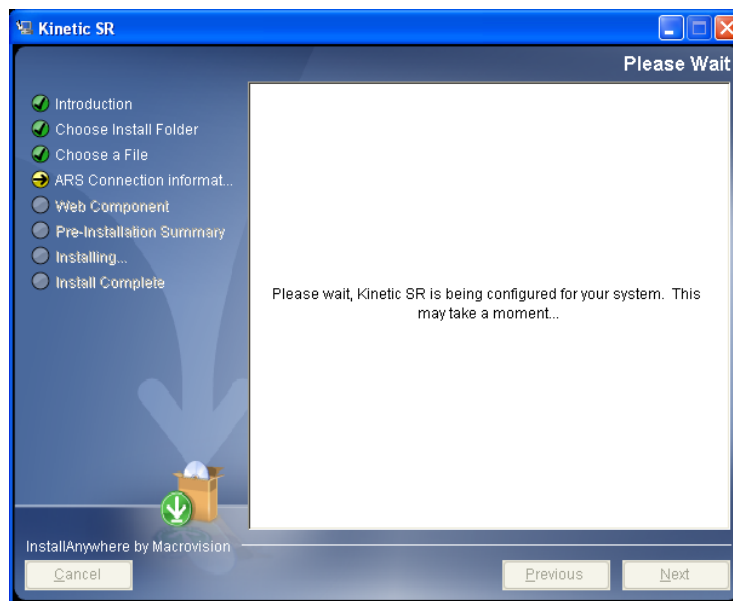 Kinetic SR
Please Wait
Introduction
Choose Install Folder
Choose a File
ARS Connection informat...
Web Component
Pre-Installation Summary
Installing...
Install Complete
Please wait, Kinetic SR is being configured for your system. This
may take a moment...
InstallAnywhere by Macrovision
Cancel
Previous
Next